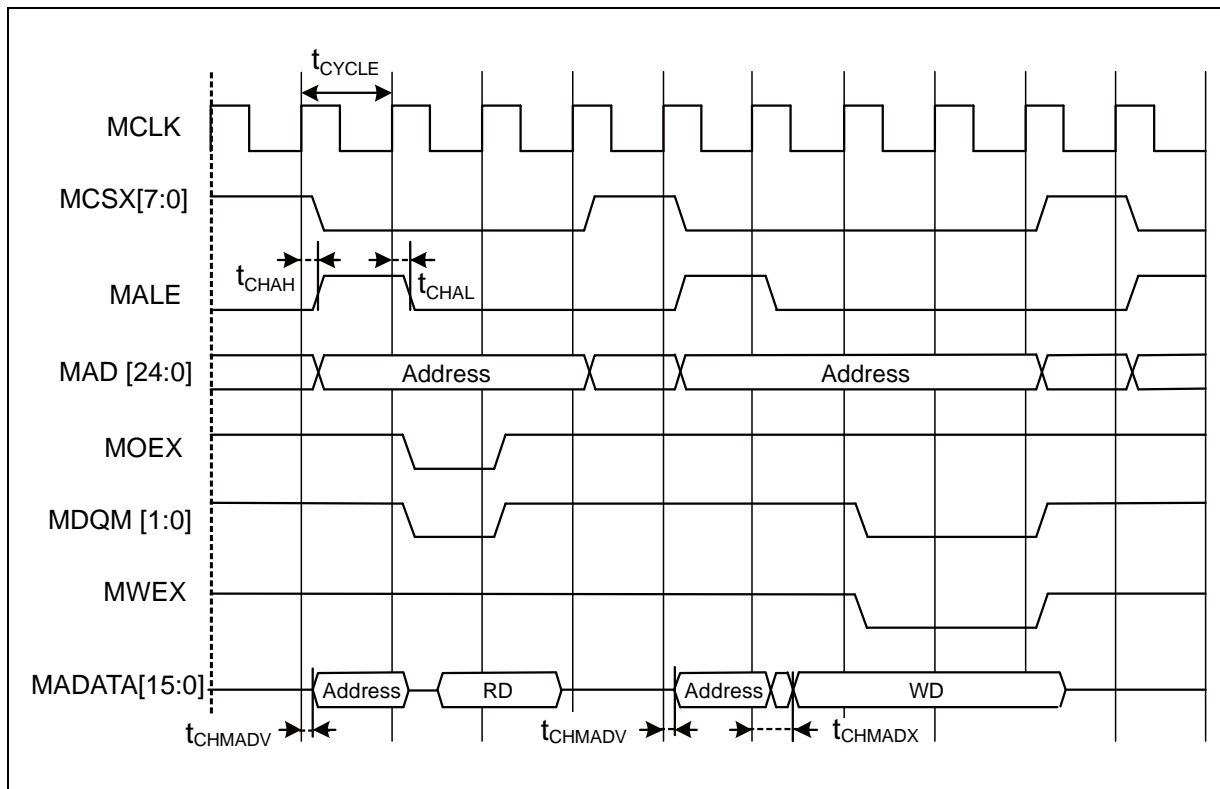 tCYCLE
MCLK
MCSX[7:0]
tCHAH
tCHAL
MALE
MAD [24:0]
Address
Address
MOEX
MDQM [1:0]
MWEX
MADATA[15:0]
Address
RD
Address
WD
tCHMADV
tCHMADV
tCHMADX